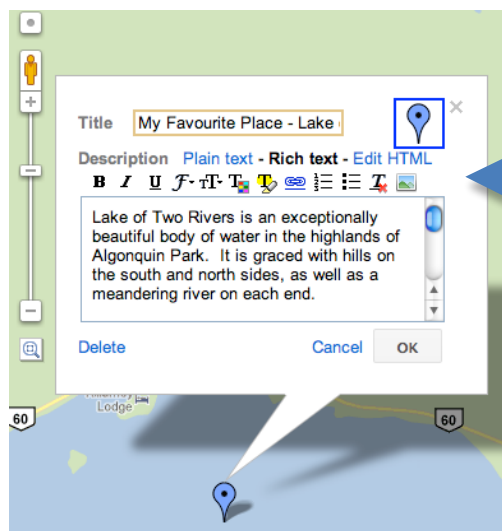 Title My Favourite Place - Lake
Description Plain text - Rich text - Edit HTML
B I U
Lake of Two Rivers is an exceptionally
beautiful body of water in the highlands of
Algonquin Park. It is graced with hills on
the south and north sides, as well as a
meandering river on each end.
Delete Cancel OK
Lodge
60 60